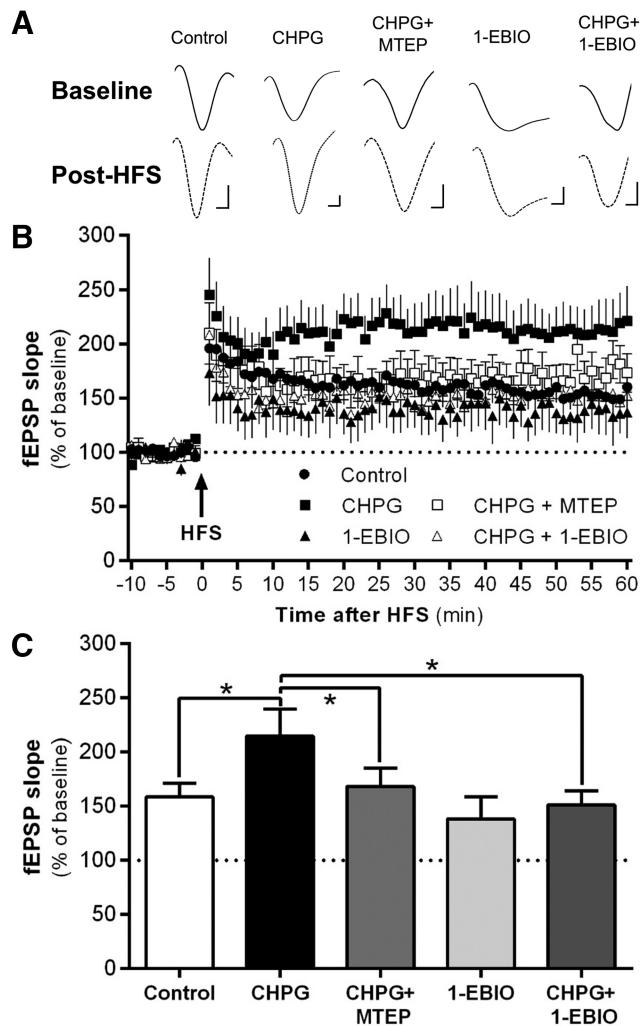 A
Control
CHPG
CHPG+
MTEP
1-EBIO
CHPG+
1-EBIO
Baseline
Post-HFS
B
fEPSP slope
(% of baseline)
300
250
200
150
100
50
0
Control
CHPG
CHPG + MTEP
1-EBIO
CHPG + 1-EBIO
HFS
-10 -5 0 5 10 15 20 25 30 35 40 45 50 55 60
Time after HFS (min)
C
fEPSP slope
(% of baseline)
300
250
200
150
100
50
0
*
*
*
Control
CHPG
CHPG+
MTEP
1-EBIO
CHPG+
1-EBIO